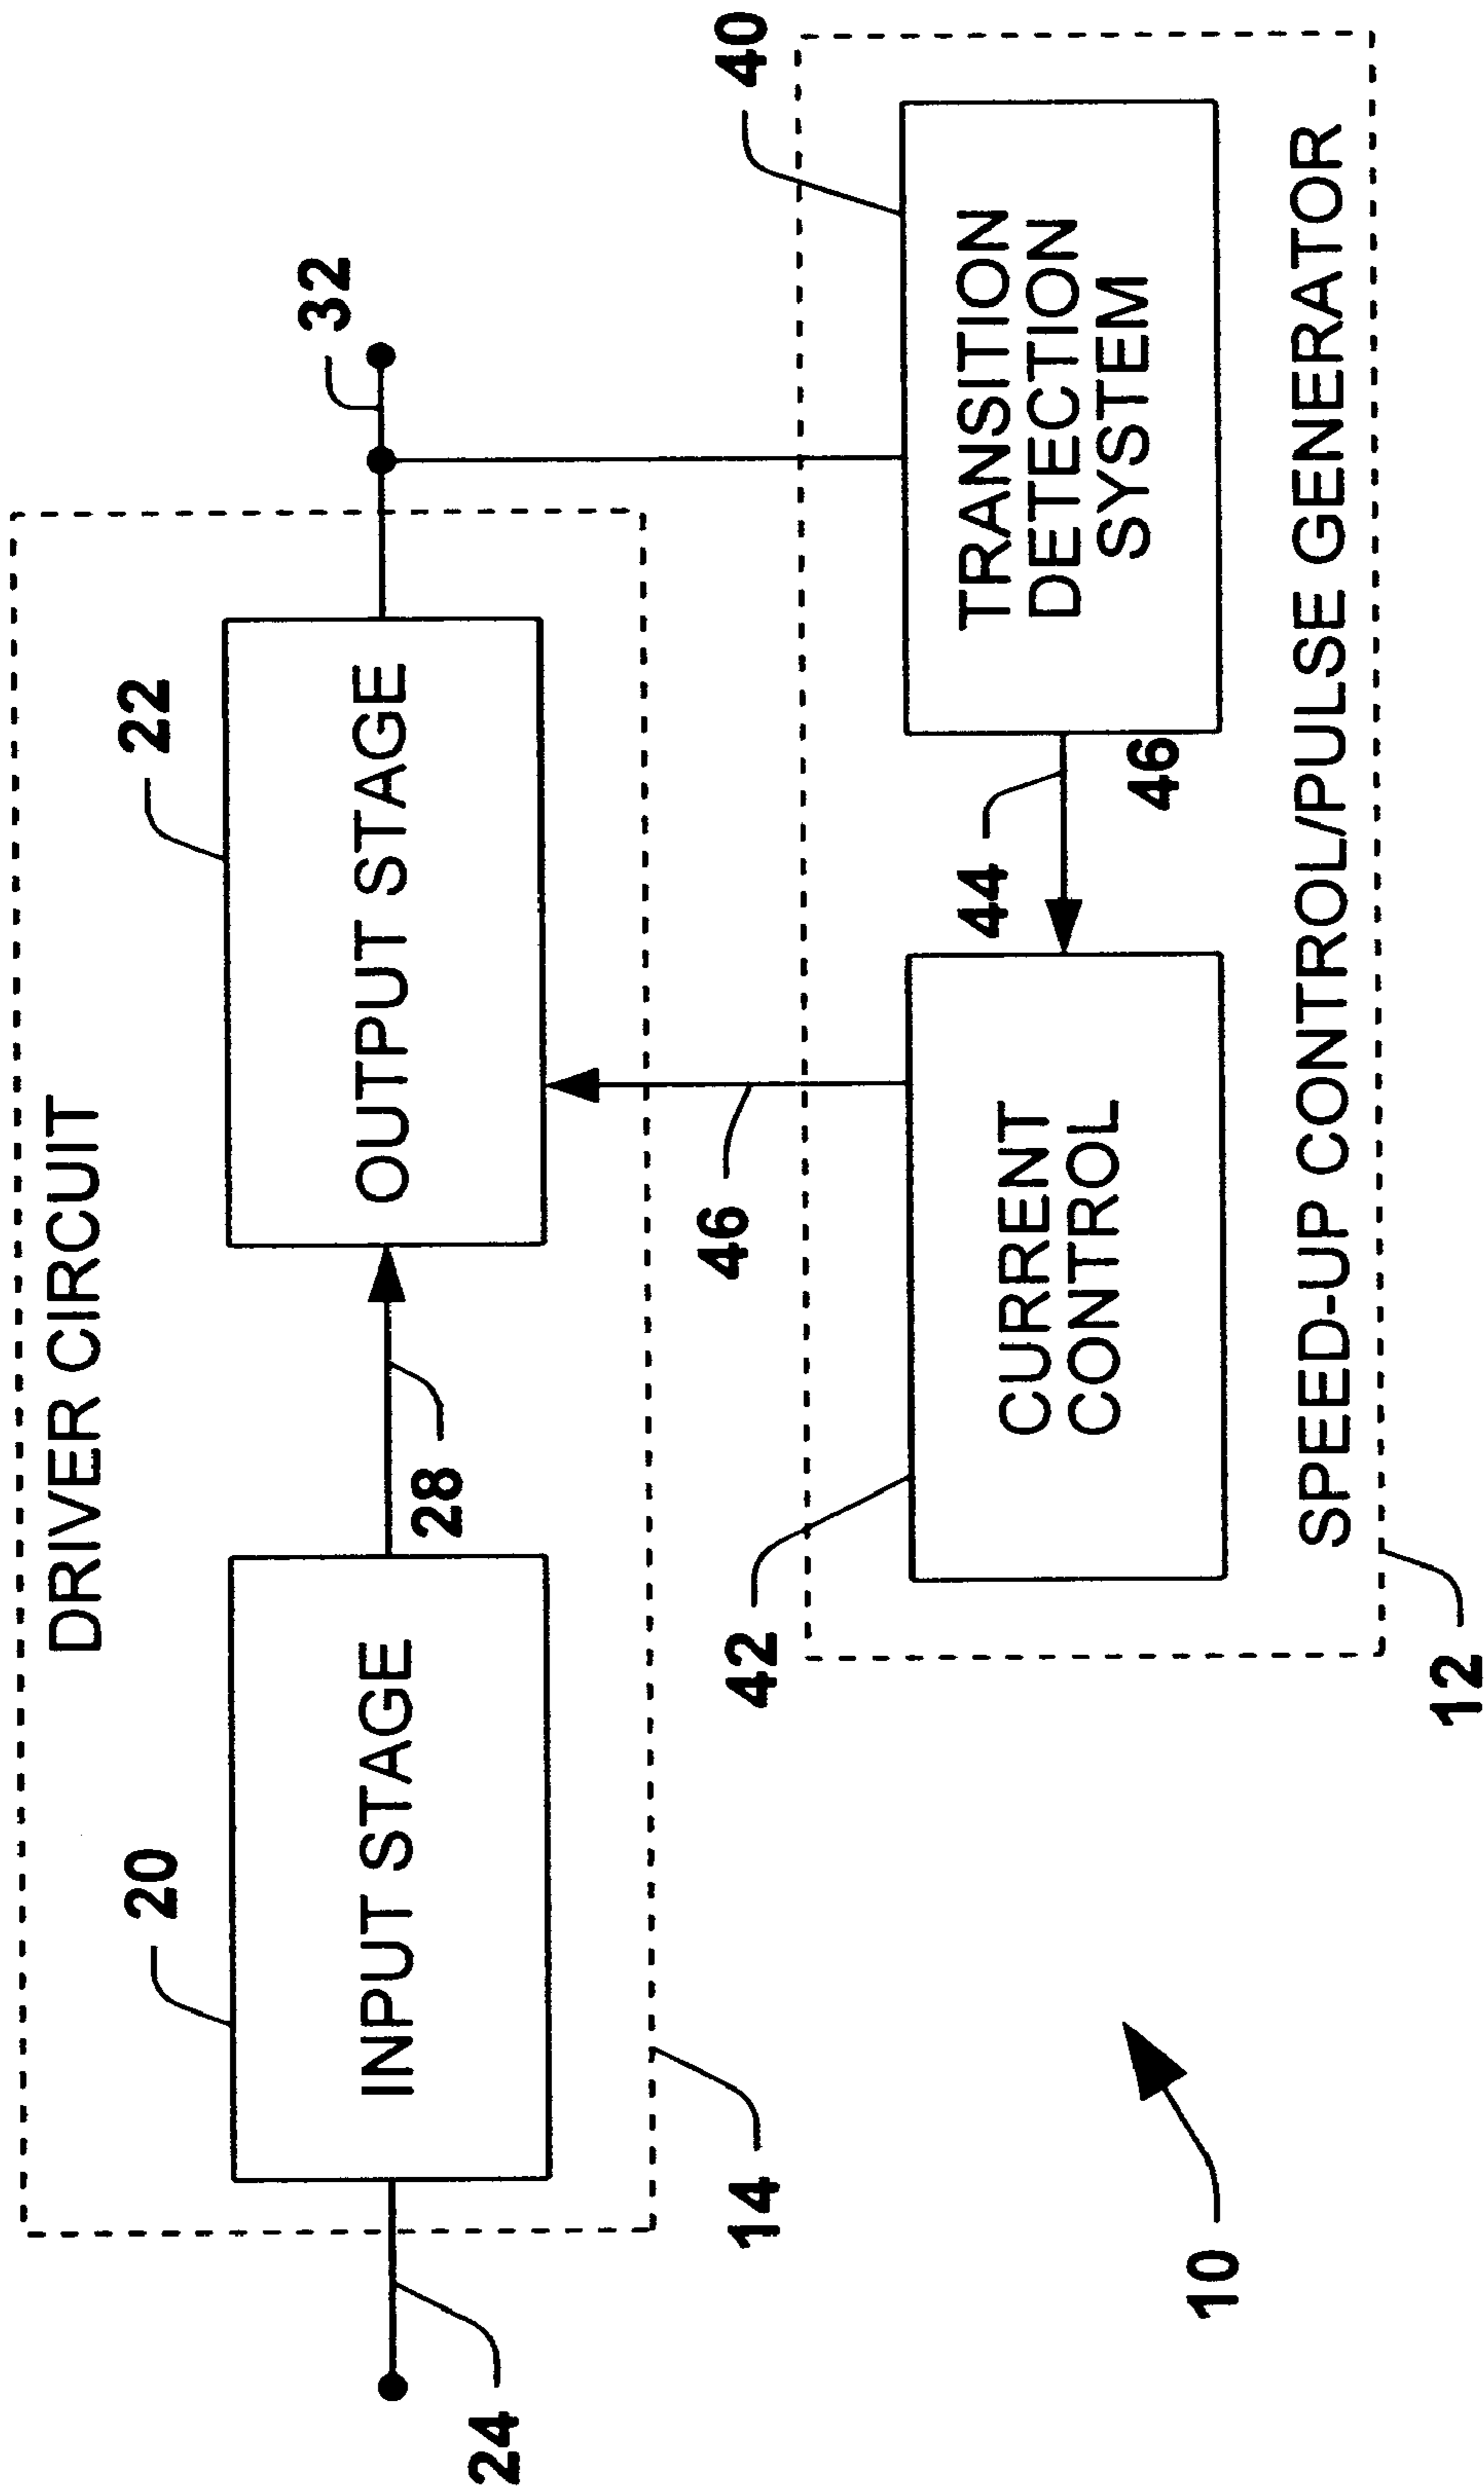 DRIVER CIRCUIT
20
22
32
INPUT STAGE
OUTPUT STAGE
24
28
14
46
40
42
CURRENT
CONTROL
44
46
TRANSITION
DETECTION
SYSTEM
SPEED-UP CONTROL/PULSE GENERATOR
10
12